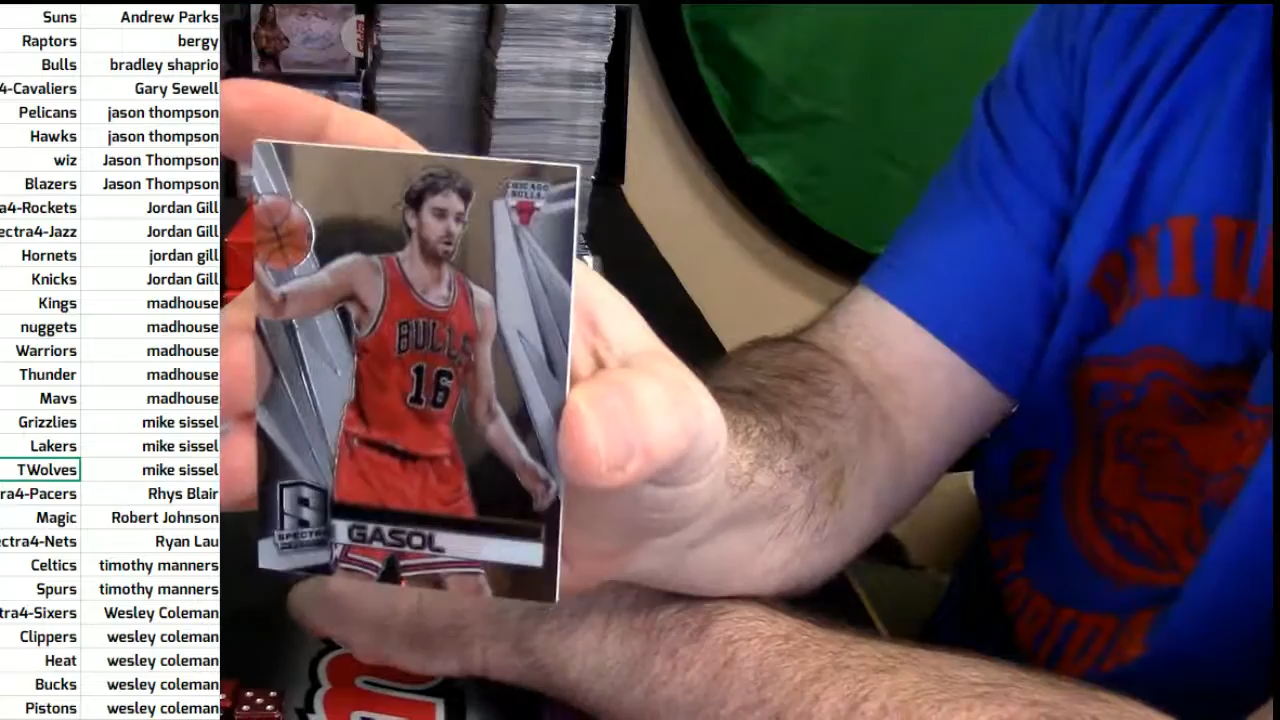 Suns Andrew Parks
Raptors bergy
Bulls bradley shaprio
4-Cavaliers Gary Sewell
Pelicans jason thompson
Hawks jason thompson
wiz Jason Thompson
Blazers Jason Thompson
a4-Rockets Jordan Gill
ectra4-Jazz Jordan Gill
Hornets jordan gill
Knicks Jordan Gill
Kings madhouse
nuggets madhouse
Warriors madhouse
Thunder madhouse
Mavs madhouse
Grizzlies mike sissel
Lakers mike sissel
TWolves mike sissel
ra4-Pacers Rhys Blair
Magic Robert Johnson
ectra4-Nets Ryan Lau
Celtics timothy manners
Spurs timothy manners
tra4-Sixers Wesley Coleman
Clippers wesley coleman
Heat wesley coleman
Bucks wesley coleman
Pistons wesley coleman
CHICAGO
BULLS
BULLS
16
S
SPECTRA
GASOL
UNIV